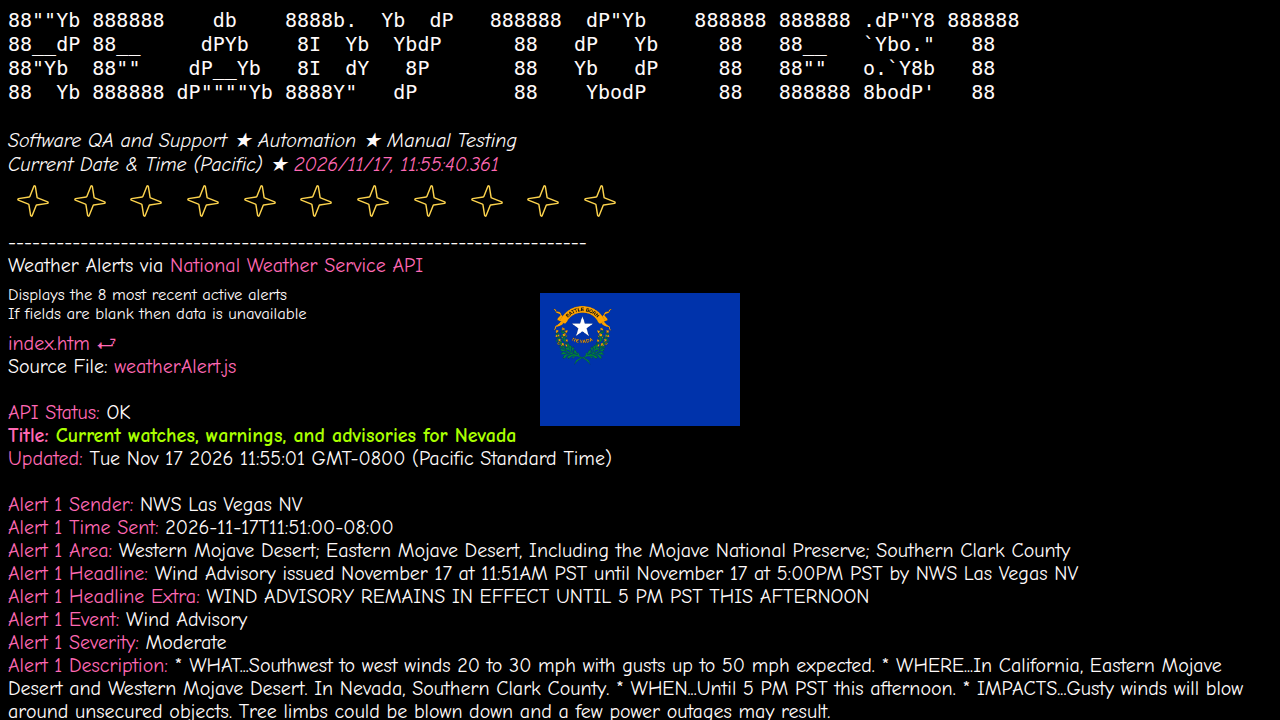 88""Yb 888888    db    8888b.  Yb  dP   888888  dP"Yb    888888 888888 .dP"Y8 888888
88__dP 88__     dPYb    8I  Yb  YbdP      88   dP   Yb     88   88__   `Ybo."   88
88"Yb  88""    dP__Yb   8I  dY   8P       88   Yb   dP     88   88""   o.`Y8b   88
88  Yb 888888 dP""""Yb 8888Y"   dP        88    YbodP      88   888888 8bodP'   88
Software QA and Support ★ Automation ★ Manual Testing
Current Date & Time (Pacific) ★ 2026/11/17, 11:55:40.361
------------------------------------------------------------------------
Weather Alerts via National Weather Service API
Displays the 8 most recent active alerts
If fields are blank then data is unavailable
BATTLE BORN
NEVADA
index.htm ⮐
Source File: weatherAlert.js
API Status: OK
Title: Current watches, warnings, and advisories for Nevada
Updated: Tue Nov 17 2026 11:55:01 GMT-0800 (Pacific Standard Time)
Alert 1 Sender: NWS Las Vegas NV
Alert 1 Time Sent: 2026-11-17T11:51:00-08:00
Alert 1 Area: Western Mojave Desert; Eastern Mojave Desert, Including the Mojave National Preserve; Southern Clark County
Alert 1 Headline: Wind Advisory issued November 17 at 11:51AM PST until November 17 at 5:00PM PST by NWS Las Vegas NV
Alert 1 Headline Extra: WIND ADVISORY REMAINS IN EFFECT UNTIL 5 PM PST THIS AFTERNOON
Alert 1 Event: Wind Advisory
Alert 1 Severity: Moderate
Alert 1 Description: * WHAT...Southwest to west winds 20 to 30 mph with gusts up to 50 mph expected. * WHERE...In California, Eastern Mojave
Desert and Western Mojave Desert. In Nevada, Southern Clark County. * WHEN...Until 5 PM PST this afternoon. * IMPACTS...Gusty winds will blow
around unsecured objects. Tree limbs could be blown down and a few power outages may result.